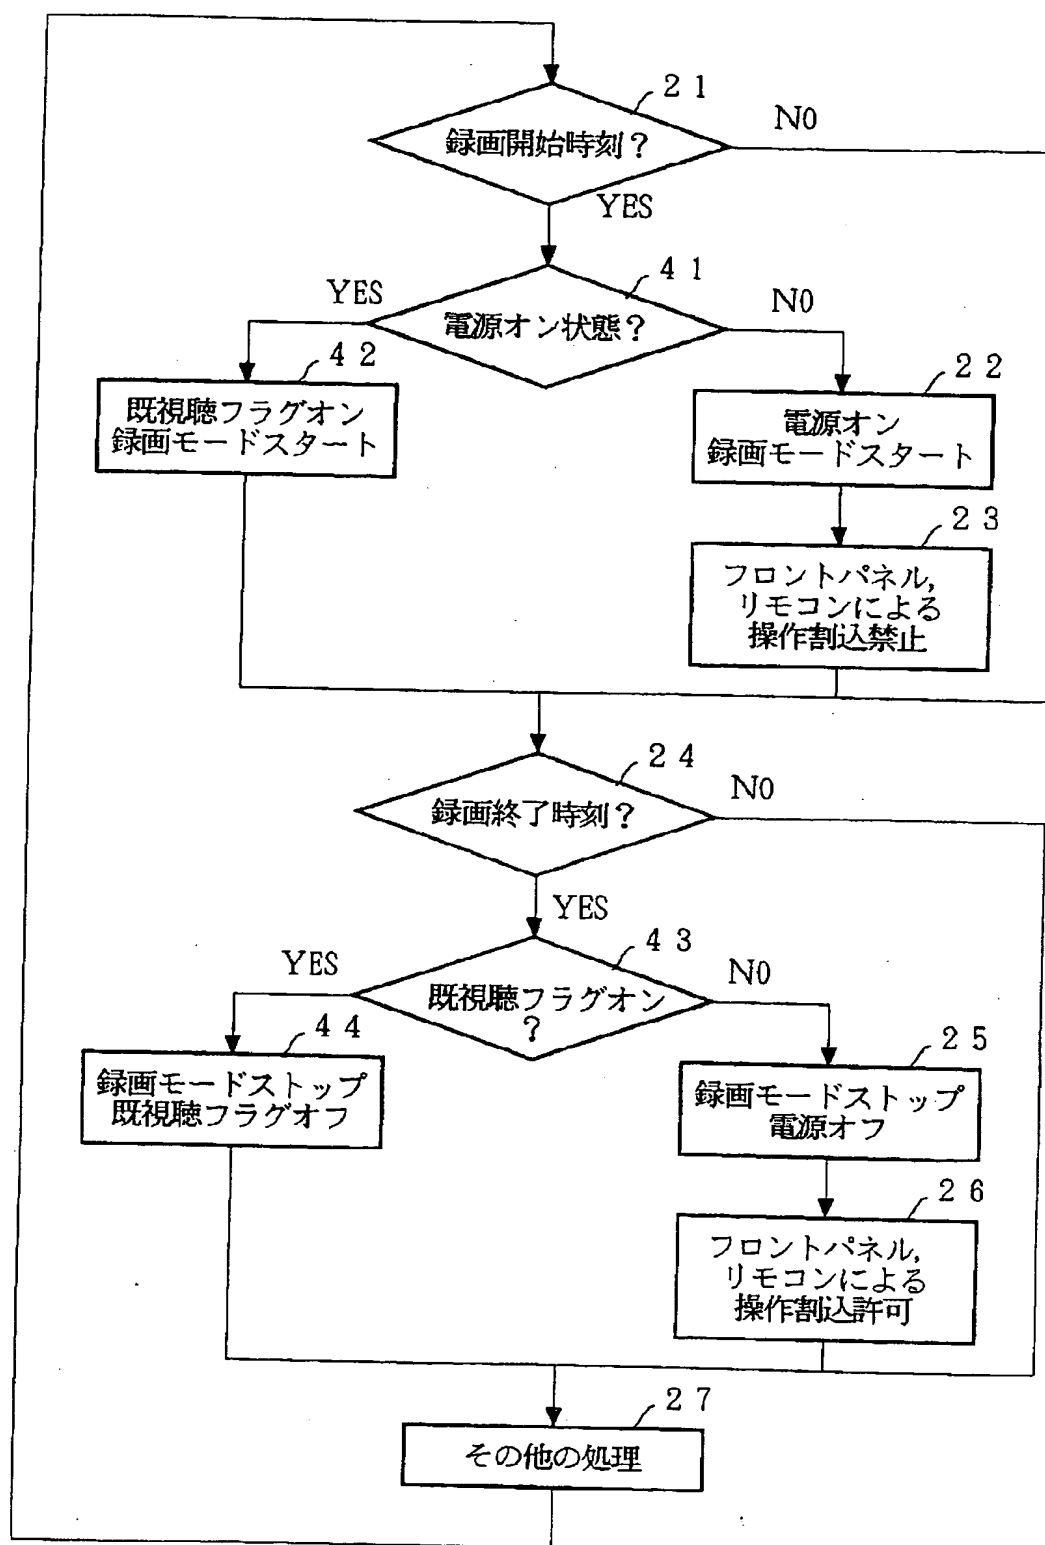 21
録画開始時刻?
NO
YES
41
電源オン状態?
YES
NO
42
既視聴フラグオン
録画モードスタート
22
電源オン
録画モードスタート
23
フロントパネル,
リモコンによる
操作割込禁止
24
録画終了時刻?
NO
YES
43
既視聴フラグオン
?
YES
NO
44
録画モードストップ
既視聴フラグオフ
25
録画モードストップ
電源オフ
26
フロントパネル,
リモコンによる
操作割込許可
27
その他の処理